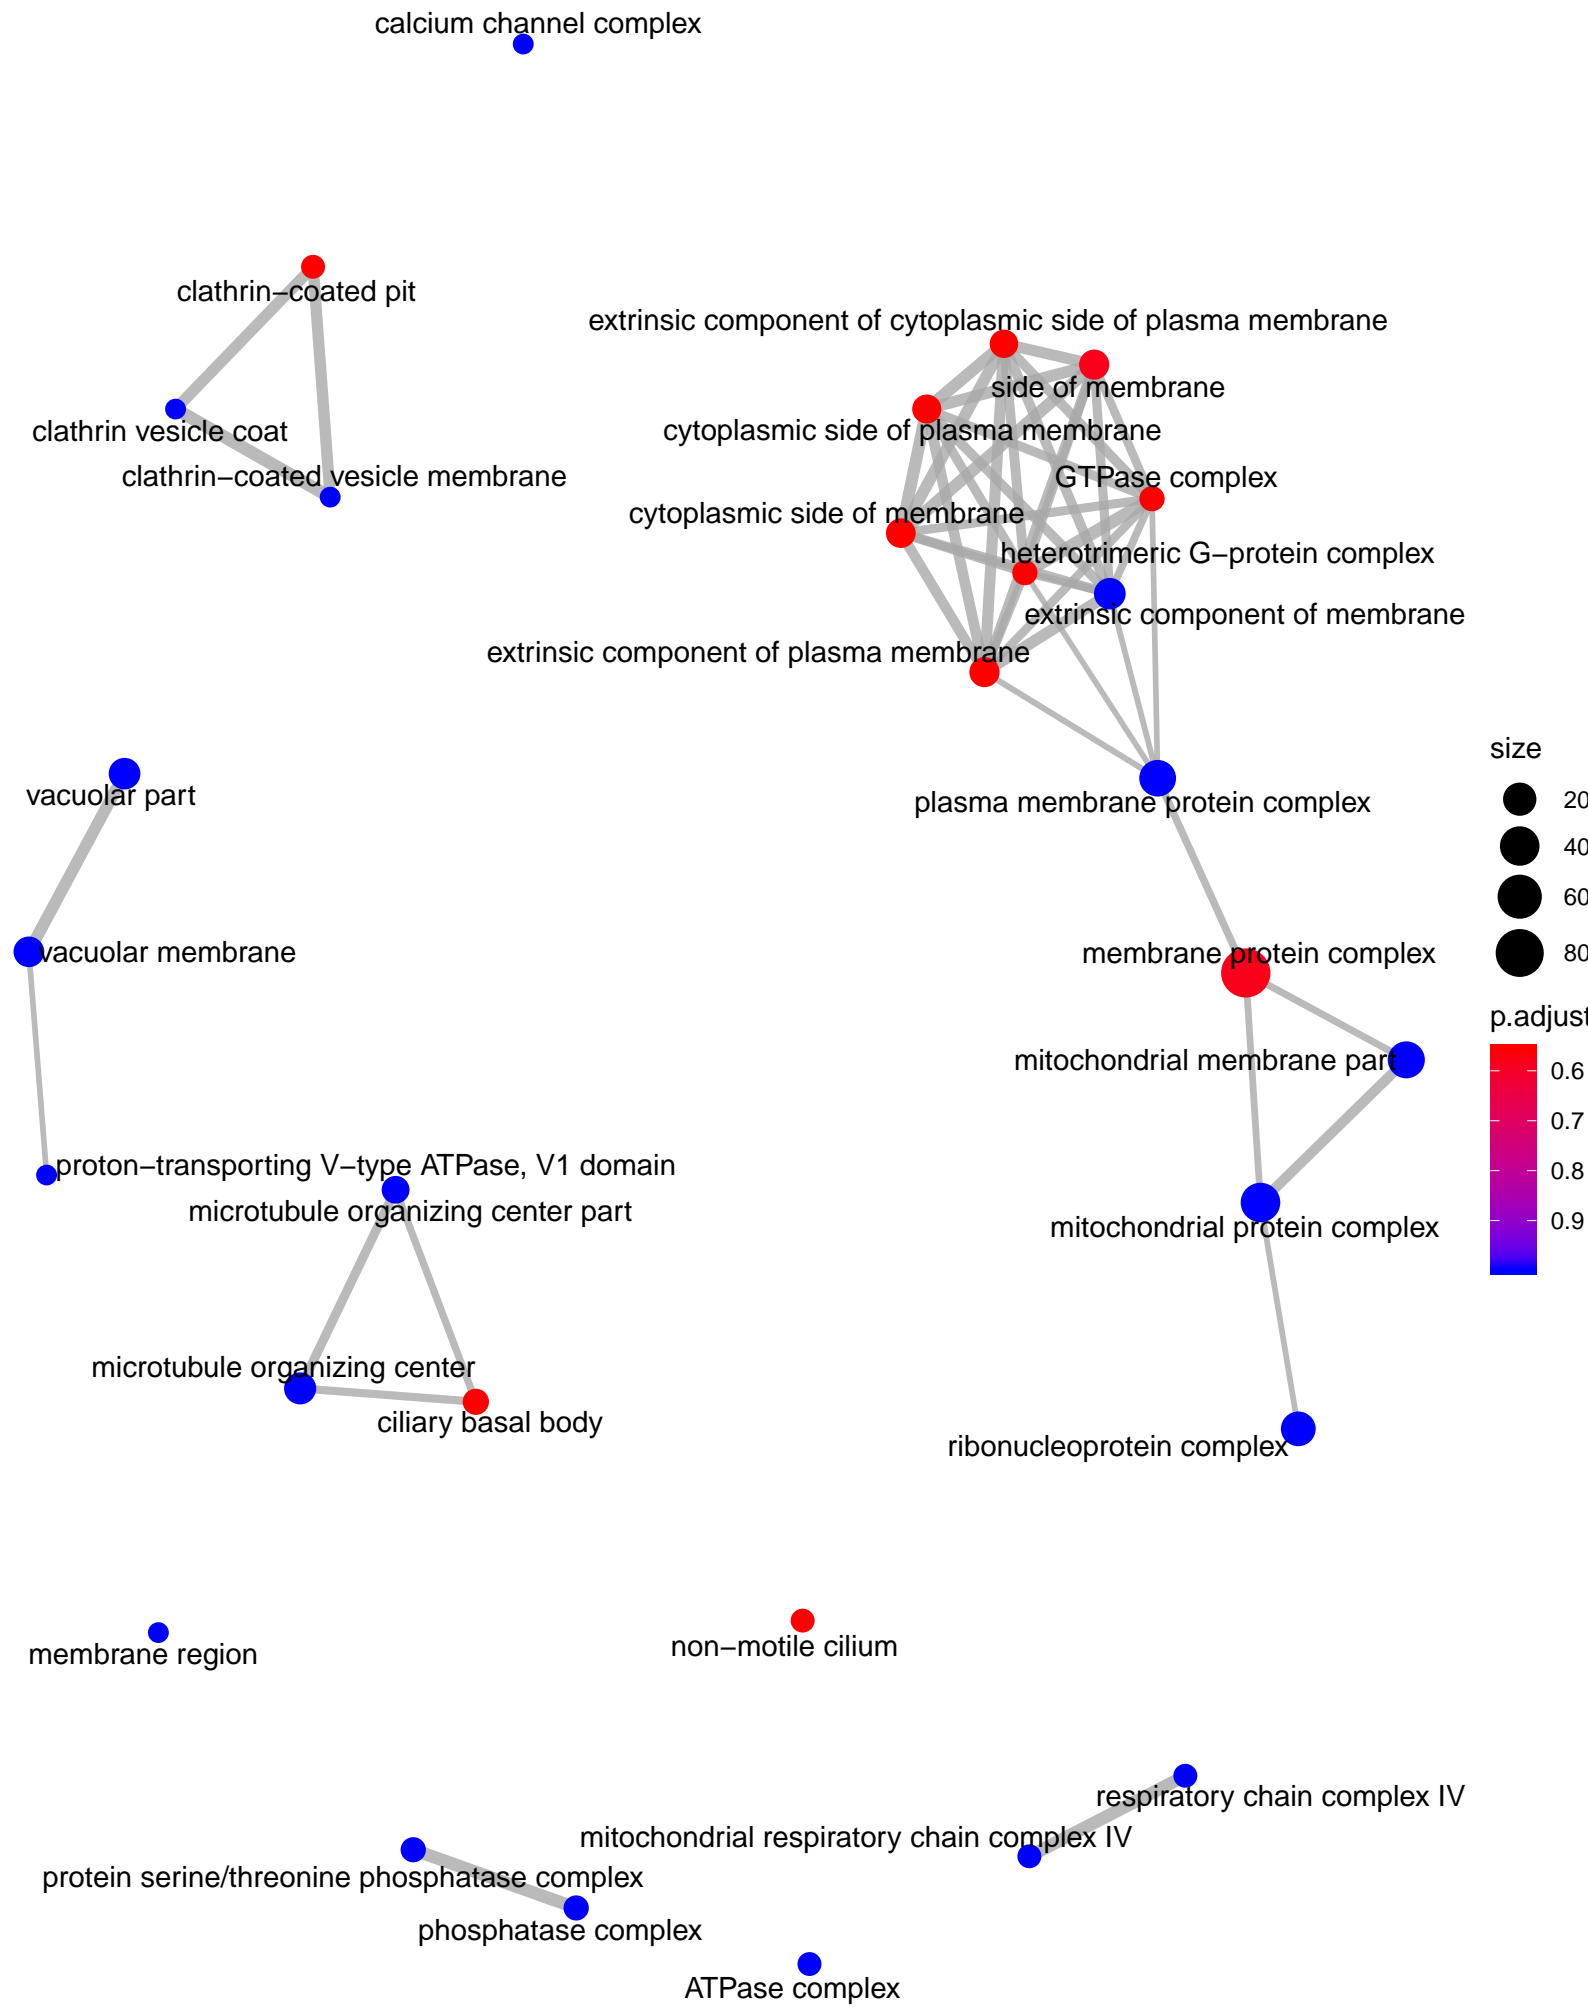 calcium channel complex
clathrin−coated pit
extrinsic component of cytoplasmic side of plasma membrane
side of membrane
clathrin vesicle coat
cytoplasmic side of plasma membrane
clathrin−coated vesicle membrane
GTPase complex
cytoplasmic side of membrane
heterotrimeric G−protein complex
extrinsic component of membrane
extrinsic component of plasma membrane
vacuolar part
plasma membrane protein complex
vacuolar membrane
membrane protein complex
mitochondrial membrane part
proton−transporting V−type ATPase, V1 domain
microtubule organizing center part
mitochondrial protein complex
microtubule organizing center
ciliary basal body
ribonucleoprotein complex
membrane region
non−motile cilium
respiratory chain complex IV
mitochondrial respiratory chain complex IV
protein serine/threonine phosphatase complex
phosphatase complex
ATPase complex
size
20
40
60
80
p.adjust
0.6
0.7
0.8
0.9